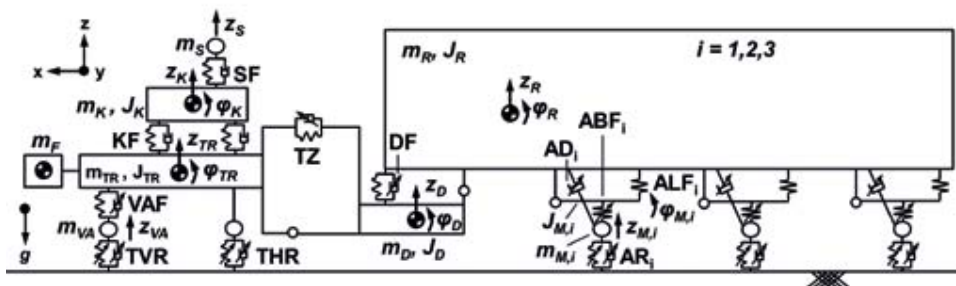 z
x
y
m_S
z_S
SF
z_K
m_K, J_K
φ_K
KF
z_TR
m_F
m_TR, J_TR
φ_TR
VAF
m_VA
z_VA
g
TVR
THR
TZ
DF
z_D
φ_D
m_D, J_D
m_R, J_R
i = 1,2,3
z_R
φ_R
ABF_i
AD_i
ALF_i
J_M,i
φ_M,i
z_M,i
m_M,i
AR_i